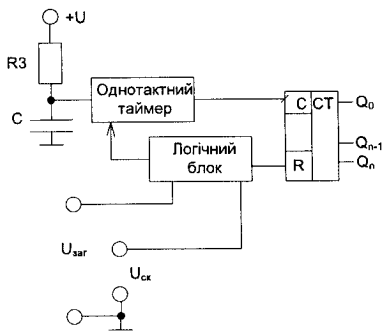 +U
R3
Однотактний таймер
C
C CT Q₀
Логічний блок
Qₙ₋₁
R
Qₙ
Uзаг
Uск